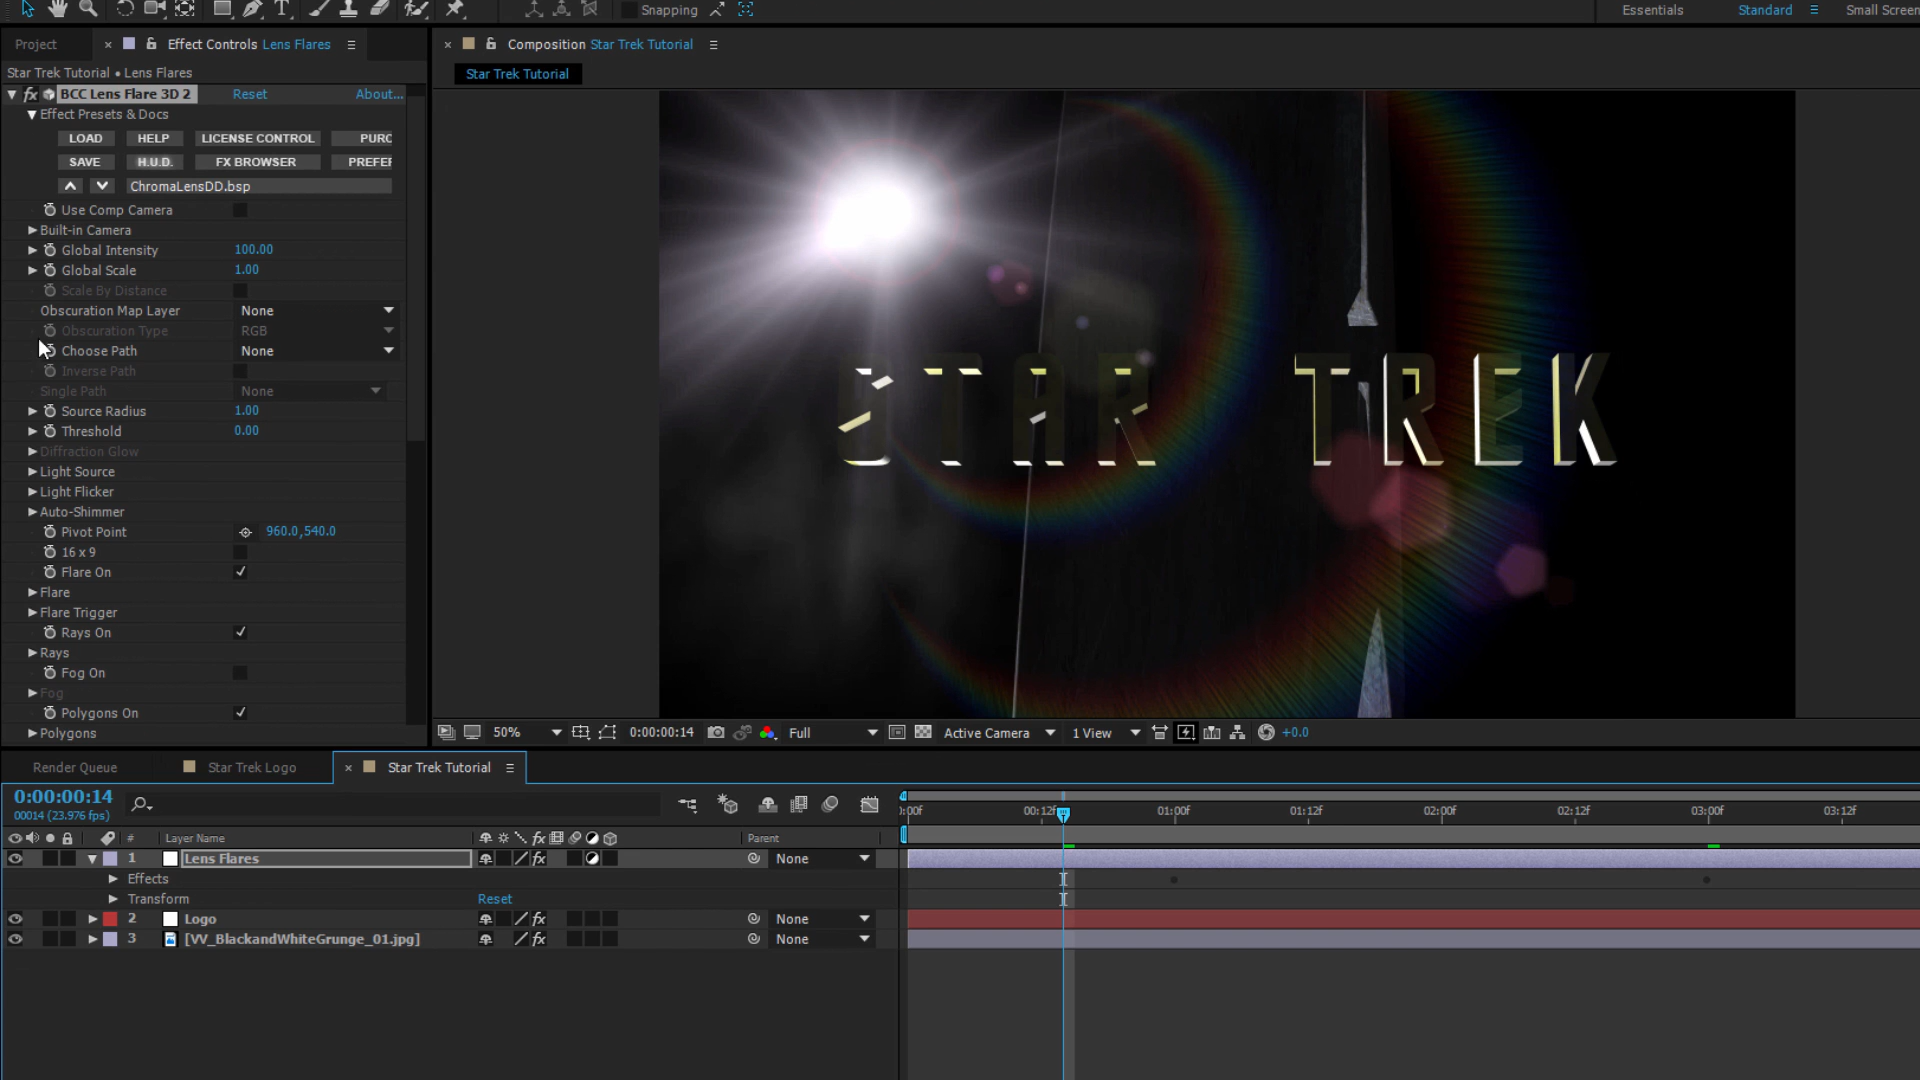 Snapping
Essentials
Standard
Small Screen
Project
Effect Controls Lens Flares
Composition Star Trek Tutorial
Star Trek Tutorial • Lens Flares
Star Trek Tutorial
fx BCC Lens Flare 3D 2 Reset About...
Effect Presets & Docs
LOAD HELP LICENSE CONTROL PURC
SAVE H.U.D. FX BROWSER PREFER
ChromaLensDD.bsp
Use Comp Camera
Built-in Camera
Global Intensity 100.00
Global Scale 1.00
Scale By Distance
Obscuration Map Layer None
Obscuration Type RGB
Choose Path None
Inverse Path
Single Path None
Source Radius 1.00
Threshold 0.00
Diffraction Glow
Light Source
Light Flicker
Auto-Shimmer
Pivot Point 960.0,540.0
16 x 9
Flare On
Flare
Flare Trigger
Rays On
Rays
Fog On
Fog
Polygons On
Polygons
STAR TREK
50% 0:00:00:14 Full Active Camera 1 View +0.0
Render Queue
Star Trek Logo
Star Trek Tutorial
0:00:00:14
00014 (23.976 fps)
:00f 00:12f 01:00f 01:12f 02:00f 02:12f 03:00f 03:12f
# Layer Name fx Parent
1 Lens Flares None
Effects
Transform Reset
2 Logo fx None
3 [VV_BlackandWhiteGrunge_01.jpg] fx None